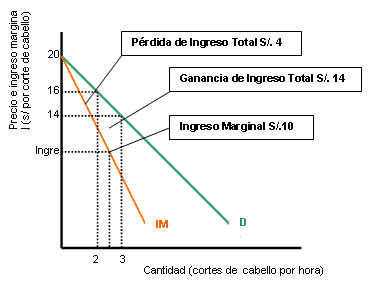 Pérdida de Ingreso Total S/. 4
Ganancia de Ingreso Total S/. 14
Ingreso Marginal S/.10
Precio e ingreso margina
l (s/ por corte de cabello)
20
16
14
Ingre
IM
D
2
3
Cantidad (cortes de cabello por hora)